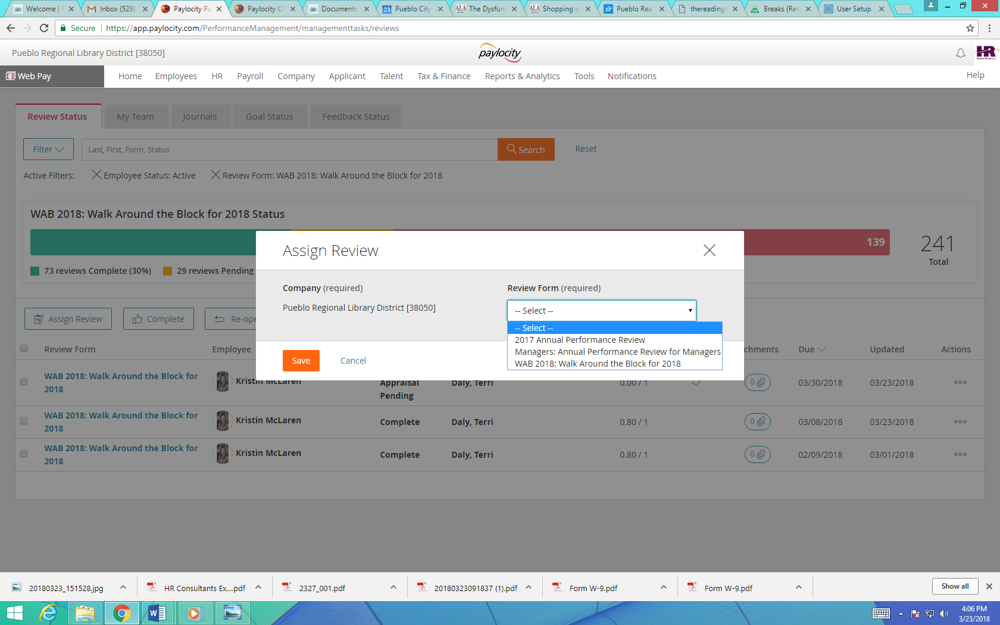 Welcome |
Inbox (529)
Paylocity Pa
Paylocity C
Documents
23
Pueblo City
ALA
The Dysfun
ALA
Shopping ca
Pueblo Real
thereading
Breaks (Res
User Setup
Secure
https://app.paylocity.com/PerformanceManagement/managementtasks/reviews
Pueblo Regional Library District [38050]
paylocity
HR
Web Pay
Home
Employees
HR
Payroll
Company
Applicant
Talent
Tax & Finance
Reports & Analytics
Tools
Notifications
Help
Review Status
My Team
Journals
Goal Status
Feedback Status
Filter
Last, First, Form, Status
Search
Reset
Active Filters:
Employee Status: Active
Review Form: WAB 2018: Walk Around the Block for 2018
WAB 2018: Walk Around the Block for 2018 Status
139
241
Total
73 reviews Complete (30%)
29 reviews Pending
Assign Review
Company (required)
Review Form (required)
Pueblo Regional Library District [38050]
-- Select --
-- Select --
2017 Annual Performance Review
Managers: Annual Performance Review for Managers
WAB 2018: Walk Around the Block for 2018
Save
Cancel
Assign Review
Complete
Re-ope
Review Form
Employee
chments
Due
Updated
Actions
WAB 2018: Walk Around the Block for
2018
Kristin McLaren
Appraisal
Pending
Daly, Terri
0.00 / 1
0
03/30/2018
03/23/2018
WAB 2018: Walk Around the Block for
2018
Kristin McLaren
Complete
Daly, Terri
0.80 / 1
0
03/08/2018
03/23/2018
WAB 2018: Walk Around the Block for
2018
Kristin McLaren
Complete
Daly, Terri
0.80 / 1
0
02/09/2018
03/01/2018
20180323_151528.jpg
HR Consultants Ex....pdf
2327_001.pdf
20180323091837 (1).pdf
Form W-9.pdf
Form W-9.pdf
Show all
4:06 PM
3/23/2018